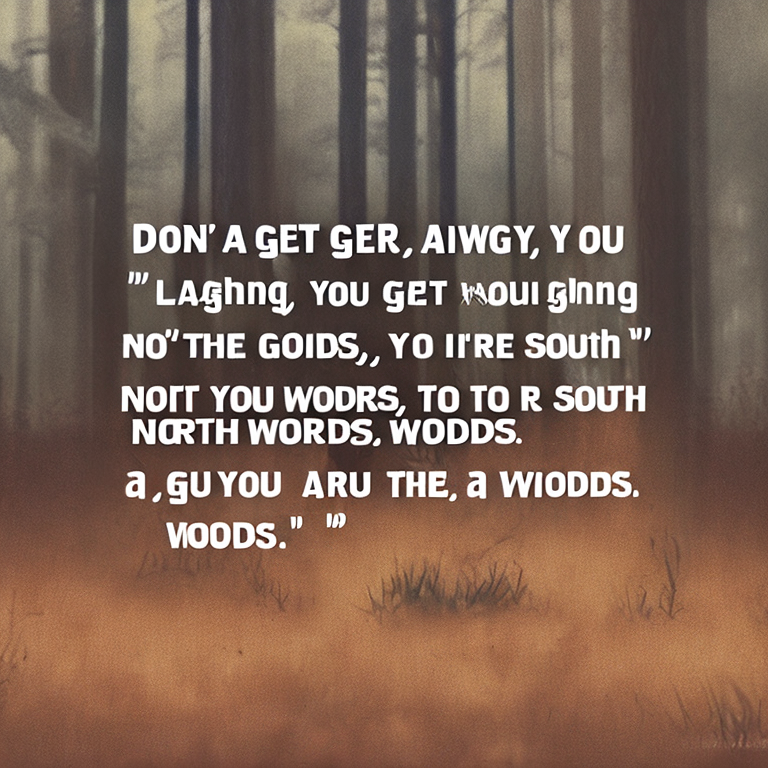 DON' A GET GER, AIWGY, Y OU
"' LAGhng, YOU GET glnng
NO" THE GOIDS,, YO II'RE SOUth "'
NOIT YOU WODRS, TO TO R SOUTH
NORTH WORDS, WODDS.
a , GU YOU ARU THE, a WIODDS.
WOODS." "'